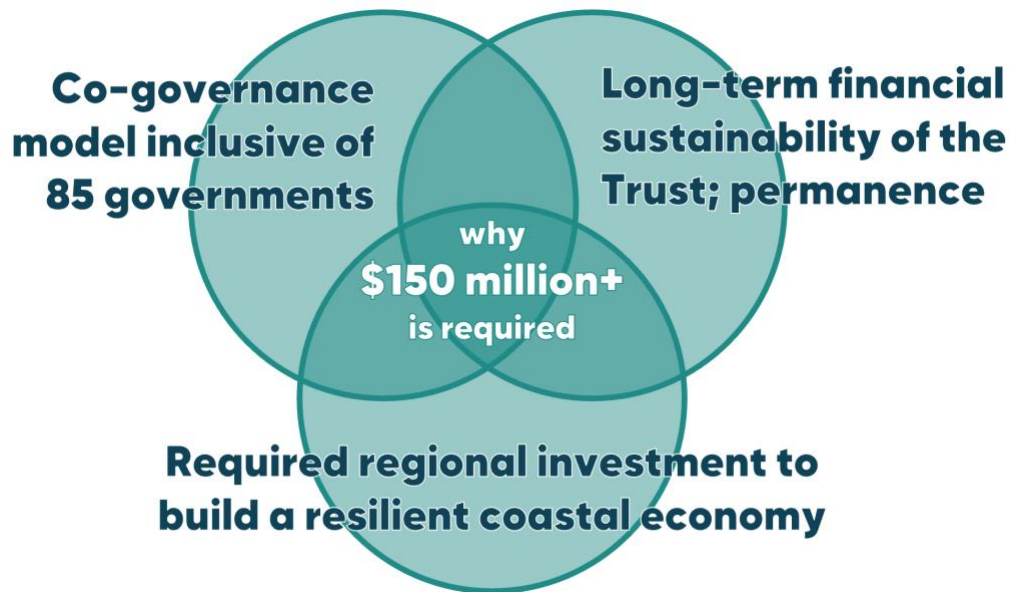 Co-governance
model inclusive of
85 governments
Long-term financial
sustainability of the
Trust; permanence
why
$150 million+
is required
Required regional investment to
build a resilient coastal economy